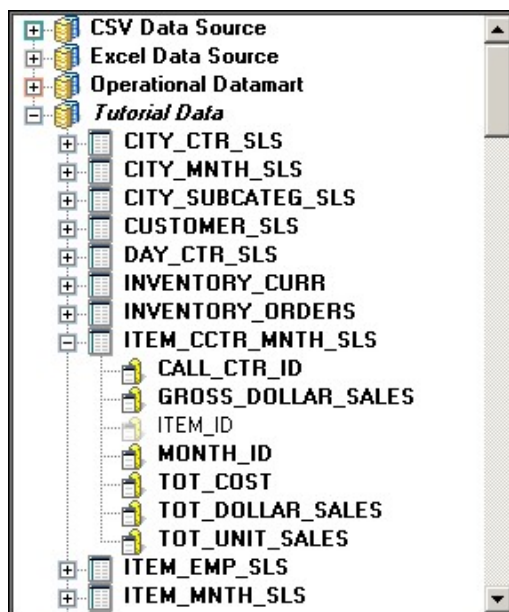 CSV Data Source
Excel Data Source
Operational Datamart
Tutorial Data
CITY_CTR_SLS
CITY_MNTH_SLS
CITY_SUBCATEG_SLS
CUSTOMER_SLS
DAY_CTR_SLS
INVENTORY_CURR
INVENTORY_ORDERS
ITEM_CCTR_MNTH_SLS
CALL_CTR_ID
GROSS_DOLLAR_SALES
ITEM_ID
MONTH_ID
TOT_COST
TOT_DOLLAR_SALES
TOT_UNIT_SALES
ITEM_EMP_SLS
ITEM_MNTH_SLS